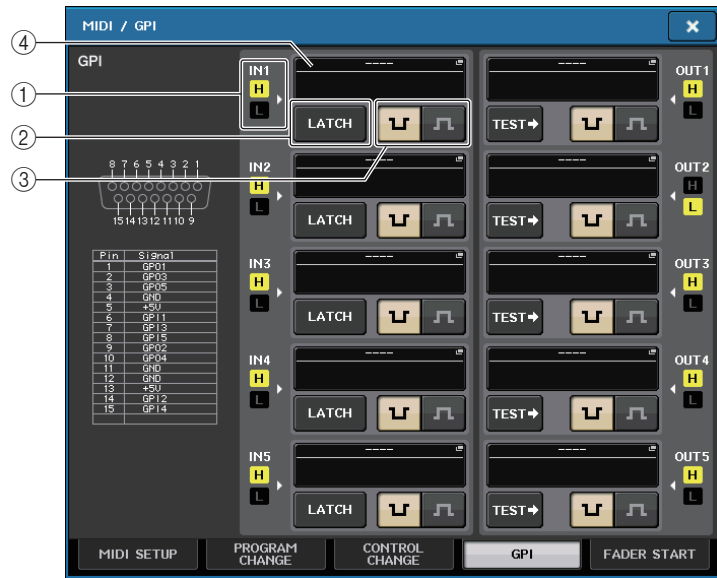 MIDI / GPI
GPI
④
①
②
③
8 7 6 5 4 3 2 1
15 14 13 12 11 10 9
Pin Signal
1 GPO1
2 GPO3
3 GPO5
4 GND
5 +5V
6 GPI1
7 GPI3
8 GPI5
9 GPO2
10 GPO4
11 GND
12 GND
13 +5V
14 GPI2
15 GPI4
IN1
H
L
----
LATCH
----
TEST
OUT1
H
L
IN2
H
L
----
LATCH
----
TEST
OUT2
H
L
IN3
H
L
----
LATCH
----
TEST
OUT3
H
L
IN4
H
L
----
LATCH
----
TEST
OUT4
H
L
IN5
H
L
----
LATCH
----
TEST
OUT5
H
L
MIDI SETUP
PROGRAM CHANGE
CONTROL CHANGE
GPI
FADER START